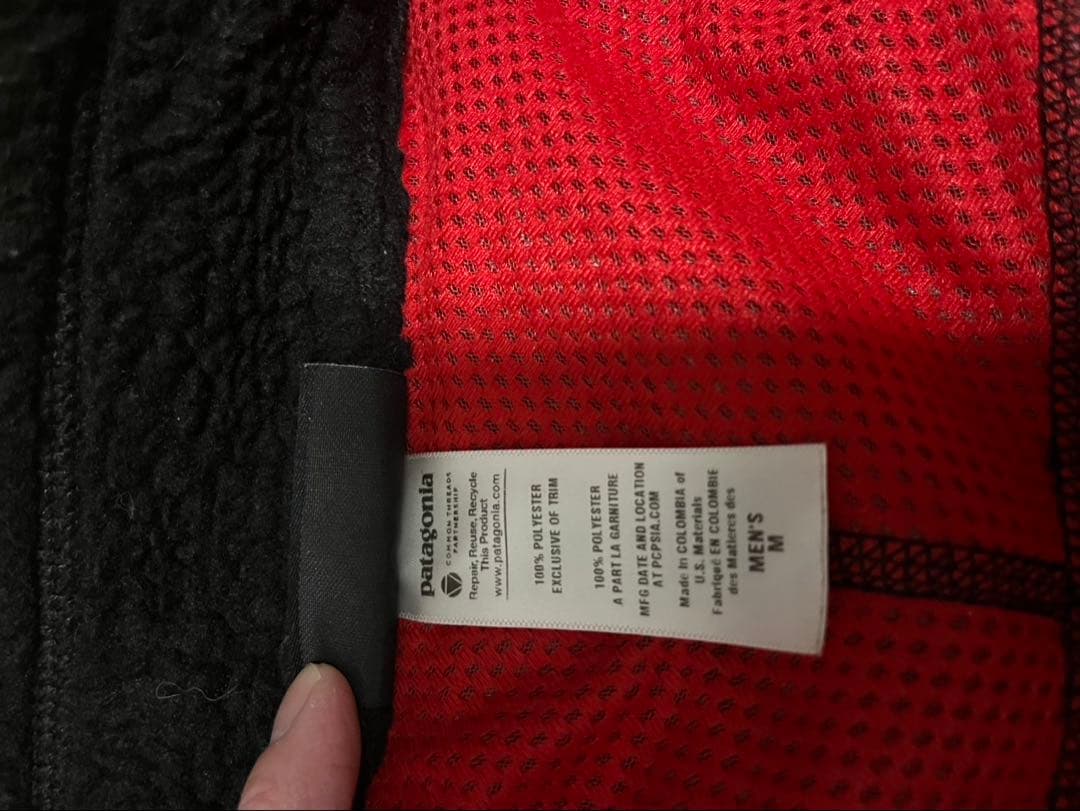 patagonia
COMMON THREADS
PARTNERSHIP
Repair, Reuse, Recycle
This Product
www.patagonia.com
100% POLYESTER
EXCLUSIVE OF TRIM
100% POLYESTER
A PART LA GARNITURE
MFG DATE AND LOCATION
AT PCPSIA.COM
Made in COLOMBIA of
U.S. Materials
Fabriqué EN COLOMBIE
des Matieres des
MEN'S
M